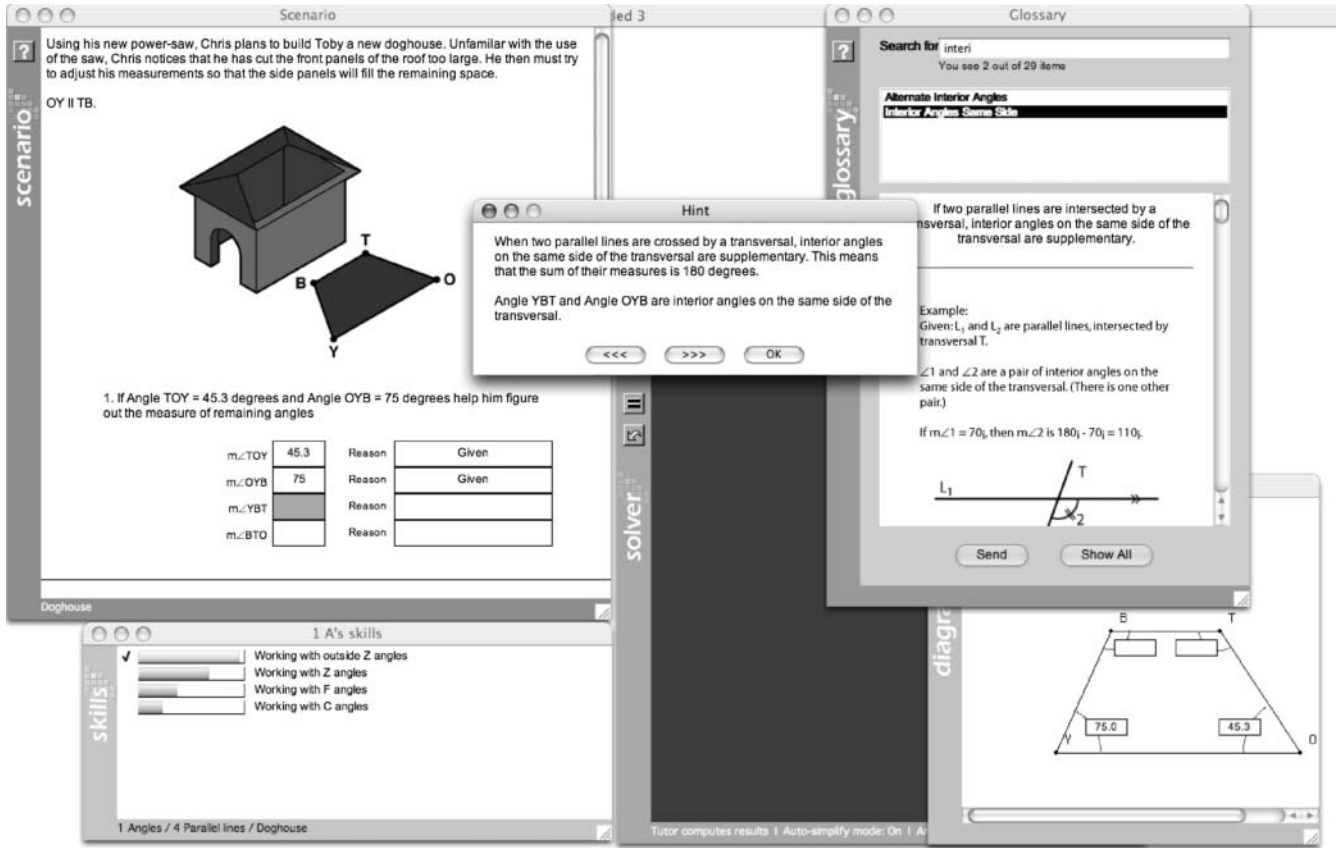 Scenario
?
Using his new power-saw, Chris plans to build Toby a new doghouse. Unfamilar with the use
of the saw, Chris notices that he has cut the front panels of the roof too large. He then must try
to adjust his measurements so that the side panels will fill the remaining space.
OY II TB.
scenario
T
B
O
Y
1. If Angle TOY = 45.3 degrees and Angle OYB = 75 degrees help him figure
out the measure of remaining angles
m∠TOY 45.3 Reason Given
m∠OYB 75 Reason Given
m∠YBT Reason
m∠BTO Reason
Doghouse
led 3
Hint
When two parallel lines are crossed by a transversal, interior angles
on the same side of the transversal are supplementary. This means
that the sum of their measures is 180 degrees.
Angle YBT and Angle OYB are interior angles on the same side of the
transversal.
<<< >>> OK
solver
Tutor computes results | Auto-simplify mode: On | A
Glossary
?
Search for interi
You see 2 out of 29 items
Alternate Interior Angles
Interior Angles Same Side
glossary
If two parallel lines are intersected by a
nsversal, interior angles on the same side of the
transversal are supplementary.
Example:
Given: L₁ and L₂ are parallel lines, intersected by
transversal T.
∠1 and ∠2 are a pair of interior angles on the
same side of the transversal. (There is one other
pair.)
If m∠1 = 70¡, then m∠2 is 180¡ - 70¡ = 110¡.
T
L₁
2
Send Show All
1 A's skills
✓ Working with outside Z angles
Working with Z angles
Working with F angles
Working with C angles
skills
1 Angles / 4 Parallel lines / Doghouse
diagra
B T
75.0 45.3
Y O